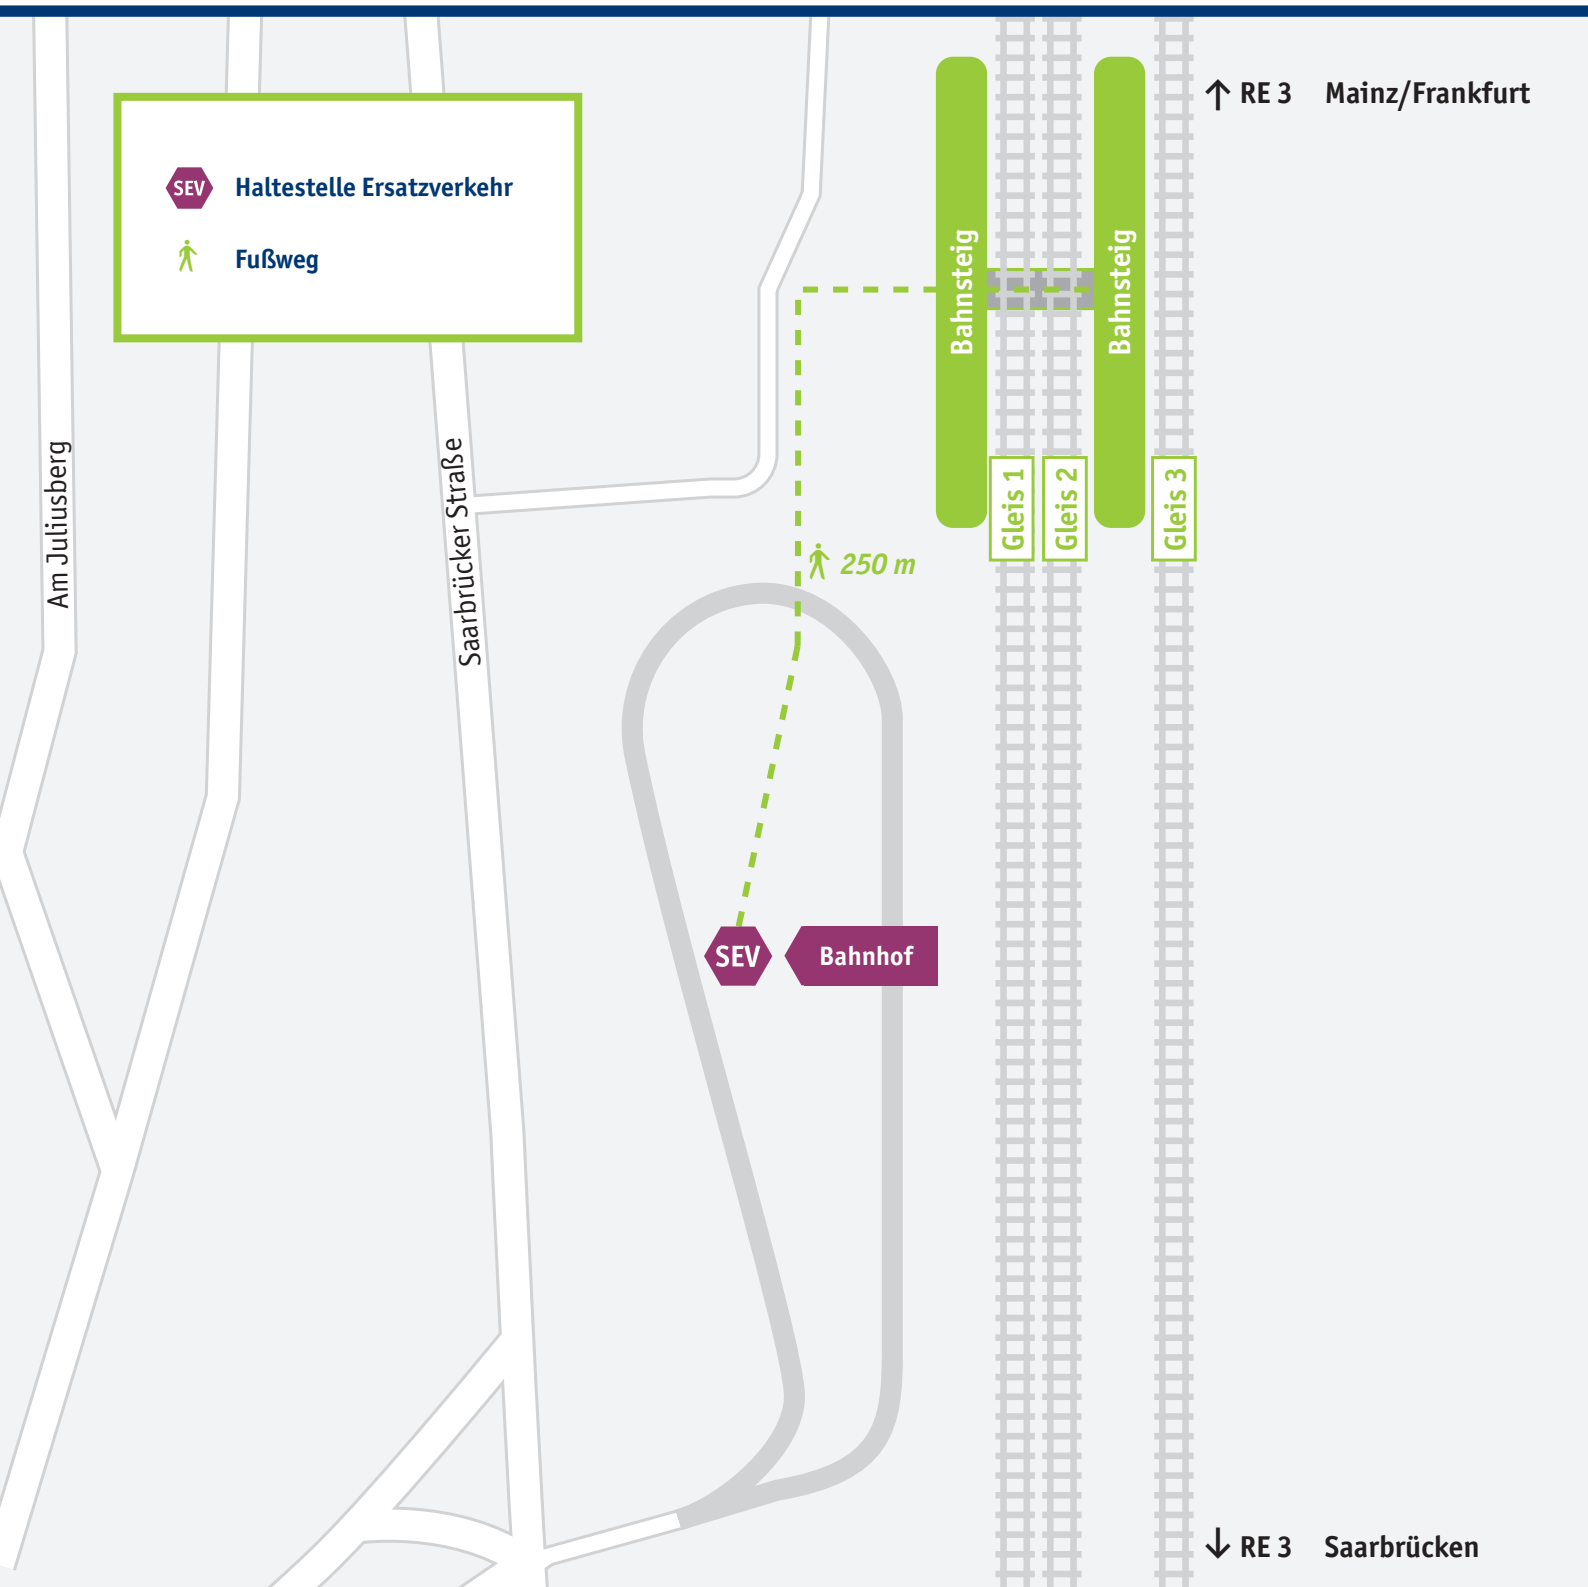 ↑ RE 3 Mainz/Frankfurt
SEV Haltestelle Ersatzverkehr
Fußweg
Bahnsteig
Bahnsteig
Am Juliusberg
Saarbrücker Straße
Gleis 1
Gleis 2
Gleis 3
250 m
SEV
Bahnhof
↓ RE 3 Saarbrücken